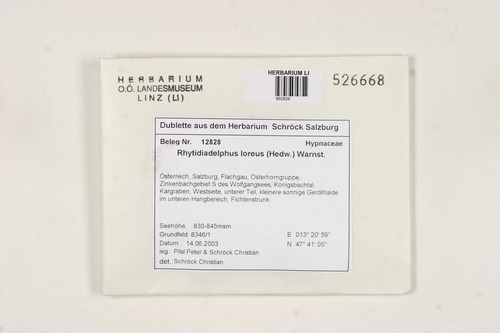 HERBARIUM
O.Ö. LANDESMUSEUM
LINZ (LI)
HERBARIUM LI
526668
Dublette aus dem Herbarium Schröck Salzburg
Beleg Nr. 12828 Hypnaceae
Rhytidiadelphus loreus (Hedw.) Warnst.
Österreich, Salzburg, Flachgau, Osterhorngruppe,
Zinkenbachgebiet S des Wolfgangsees, Königsbachtal,
Kargraben, Westseite, unterer Teil, kleinere sonnige Geröllhalde
im unteren Hangbereich, Fichtenstrunk.
Seehöhe: 830-845msm E 013° 20' 59"
Grundfeld: 8346/1
Datum: 14.08.2003 N 47° 41' 05"
leg.: Pilsl Peter & Schröck Christian
det.: Schröck Christian